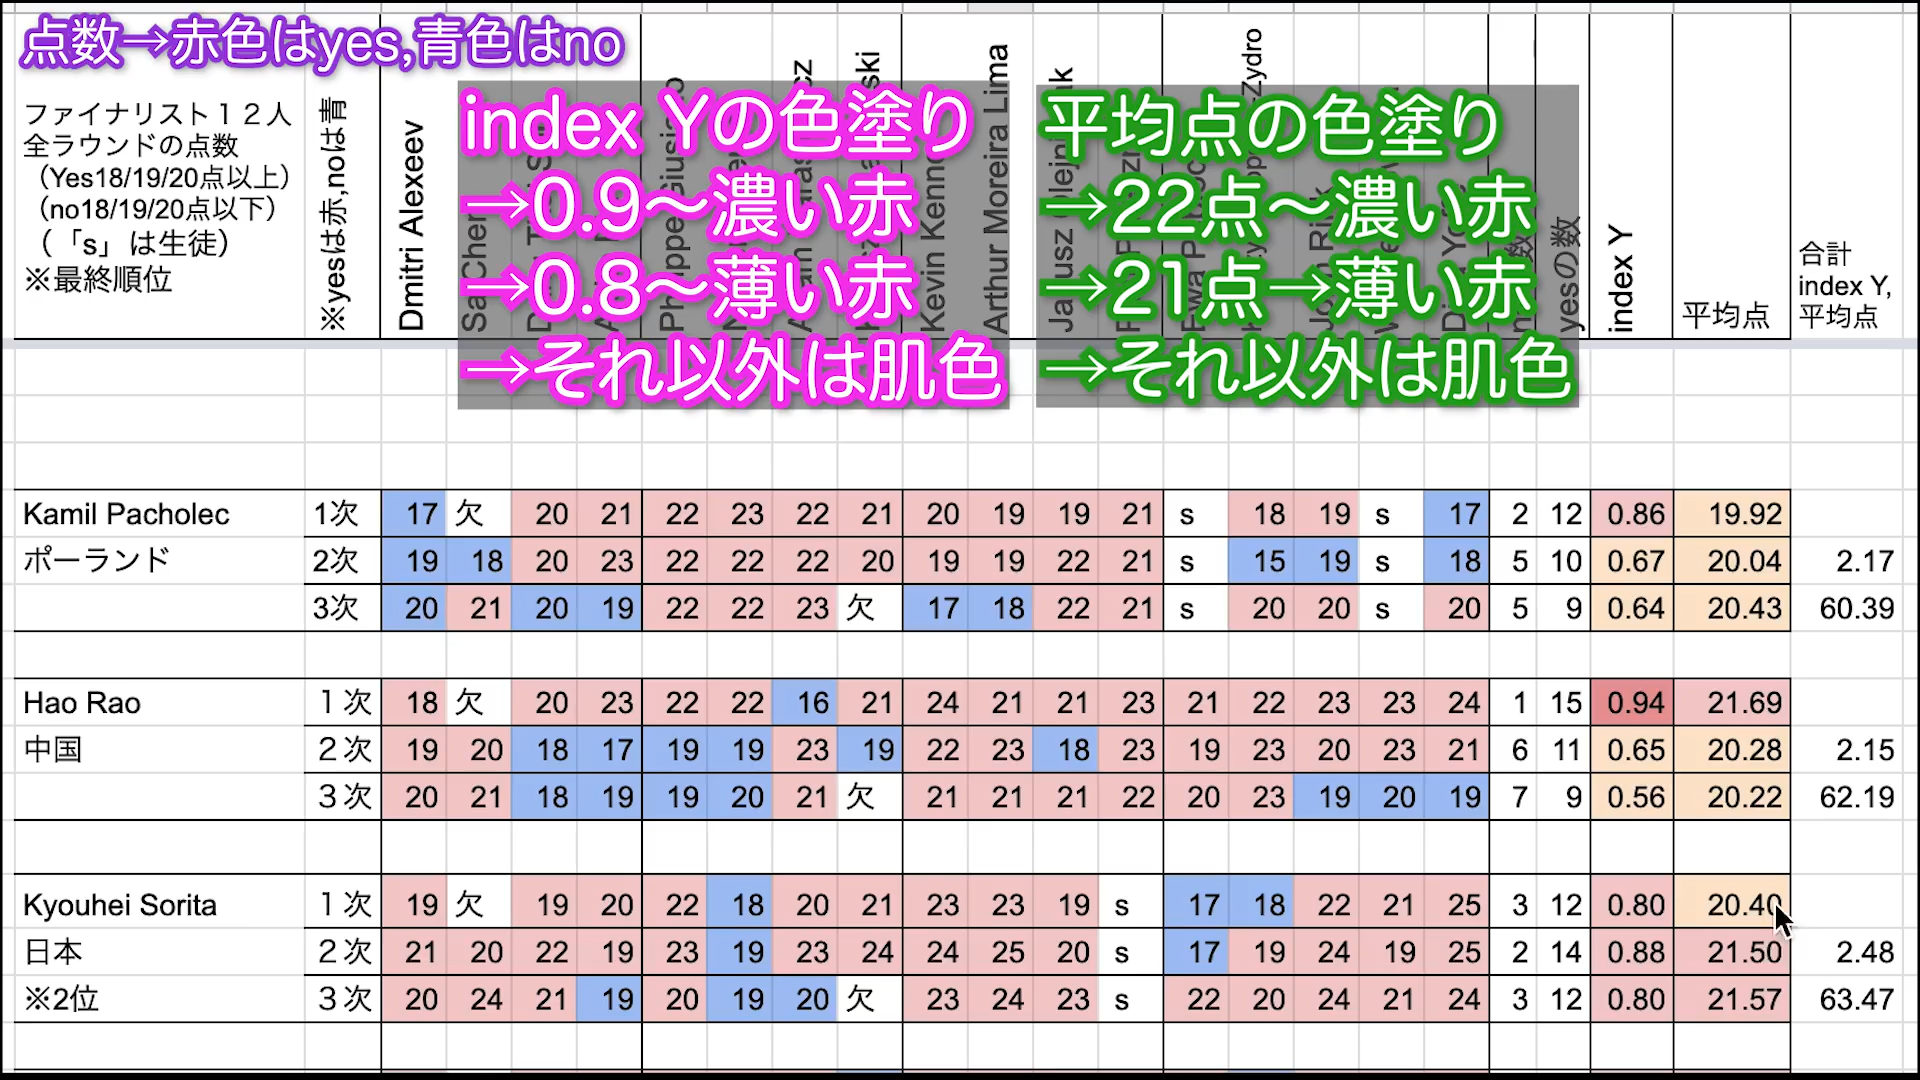 点数→赤色はyes,青色はno
ファイナリスト１２人
全ラウンドの点数
（Yes18/19/20点以上）
（no18/19/20点以下）
（「s」は生徒）
※最終順位
※yesは赤,noは青
Dmitri Alexeev
index Yの色塗り
→0.9〜濃い赤
→0.8〜薄い赤
→それ以外は肌色
Kevin Kenn
Arthur Moreira Lima
平均点の色塗り
→22点〜濃い赤
→21点→薄い赤
→それ以外は肌色
yesの数
index Y
平均点
合計
index Y,
平均点
Kamil Pacholec 1次 17 欠 20 21 22 23 22 21 20 19 19 21 s 18 19 s 17 2 12 0.86 19.92
ポーランド 2次 19 18 20 23 22 22 22 20 19 19 22 21 s 15 19 s 18 5 10 0.67 20.04 2.17
3次 20 21 20 19 22 22 23 欠 17 18 22 21 s 20 20 s 20 5 9 0.64 20.43 60.39
Hao Rao １次 18 欠 20 23 22 22 16 21 24 21 21 23 21 22 23 23 24 1 15 0.94 21.69
中国 ２次 19 20 18 17 19 19 23 19 22 23 18 23 19 23 20 23 21 6 11 0.65 20.28 2.15
３次 20 21 18 19 19 20 21 欠 21 21 21 22 20 23 19 20 19 7 9 0.56 20.22 62.19
Kyouhei Sorita １次 19 欠 19 20 22 18 20 21 23 23 19 s 17 18 22 21 25 3 12 0.80 20.40
日本 ２次 21 20 22 19 23 19 23 24 24 25 20 s 17 19 24 19 25 2 14 0.88 21.50 2.48
※2位 ３次 20 24 21 19 20 19 20 欠 23 24 23 s 22 20 24 21 24 3 12 0.80 21.57 63.47